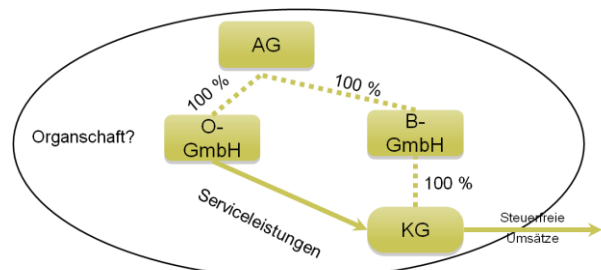 AG
100 %
100 %
Organschaft?
O-
GmbH
B-
GmbH
100 %
Serviceleistungen
KG
Steuerfreie
Umsätze